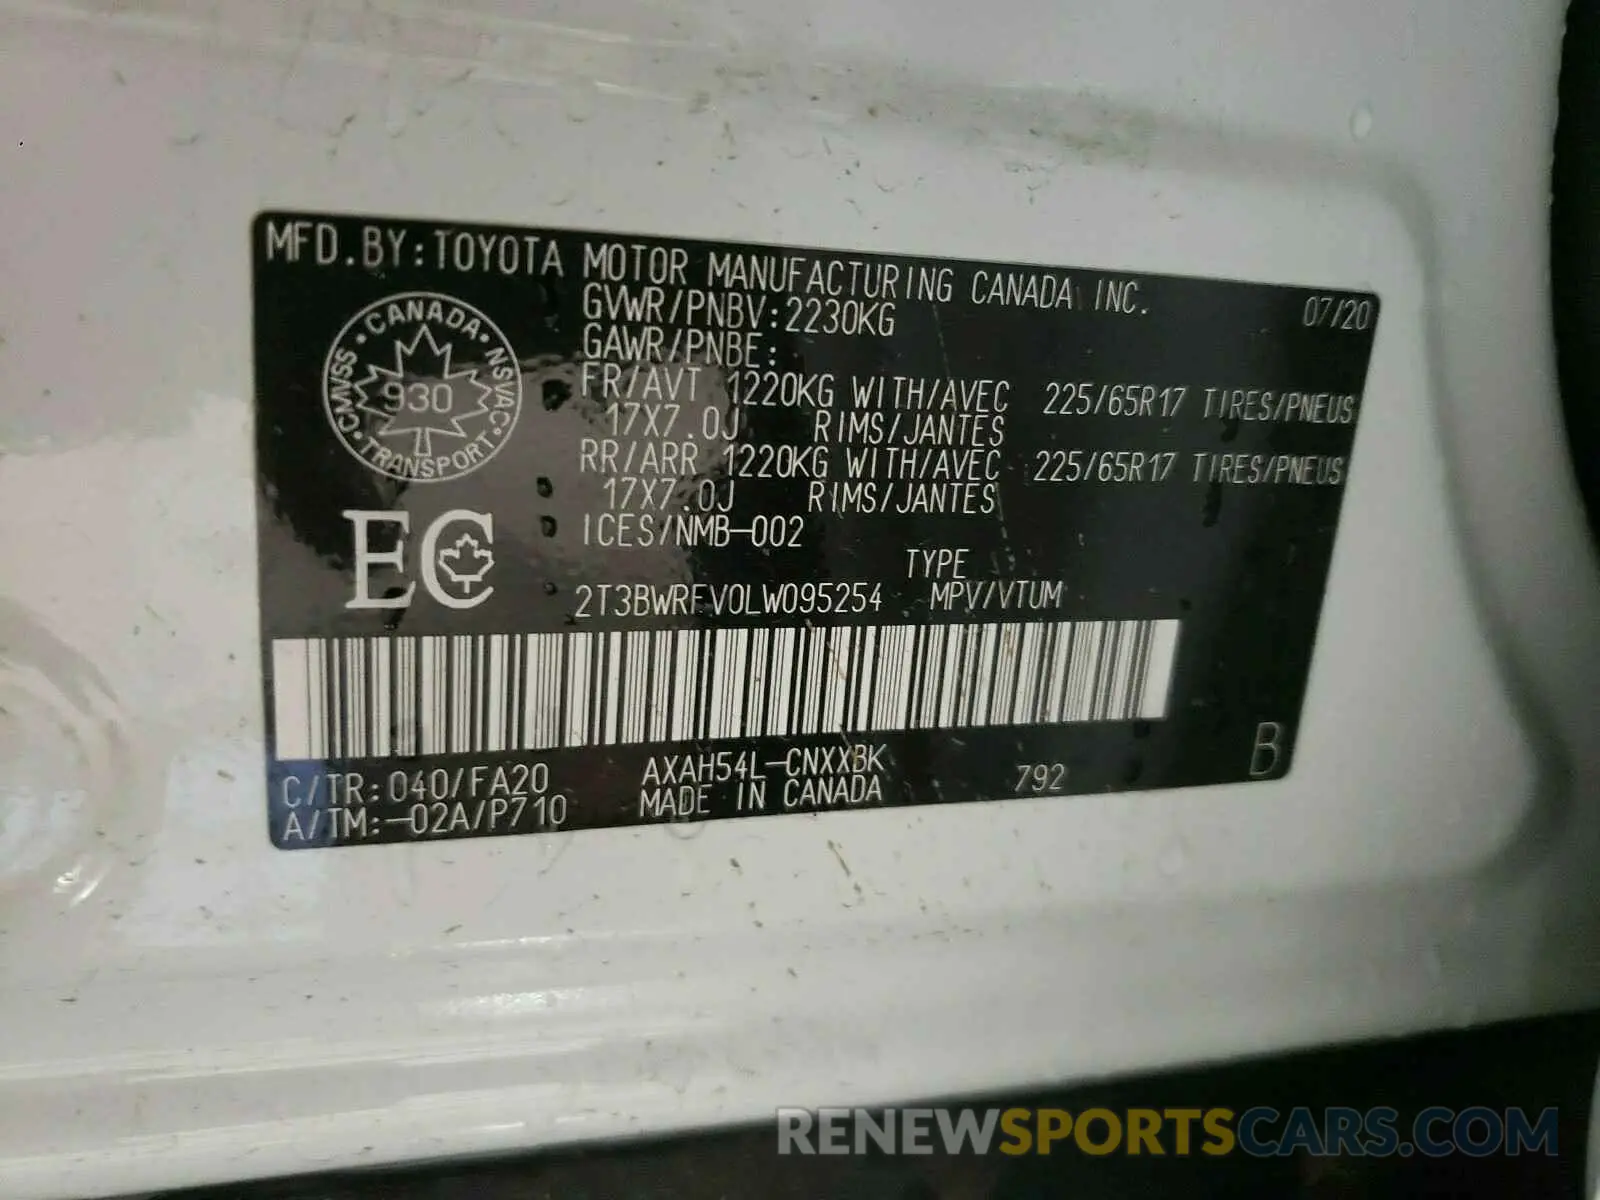 MFD.BY:TOYOTA MOTOR MANUFACTURING CANADA INC. 07/20
GVWR/PNBV:2230KG
GAWR/PNBE:
FR/AVT 1220KG WITH/AVEC 225/65R17 TIRES/PNEUS
17X7.0J RIMS/JANTES
RR/ARR 1220KG WITH/AVEC 225/65R17 TIRES/PNEUS
17X7.0J RIMS/JANTES
ICES/NMB-002
CANADA · NSVAC · TRANSPORT · CMVSS
930
EC
TYPE
2T3BWRFV0LW095254 MPV/VTUM
C/TR:040/FA20 AXAH54L-CNXXBK 792 B
A/TM:-02A/P710 MADE IN CANADA
RENEWSPORTSCARS.COM